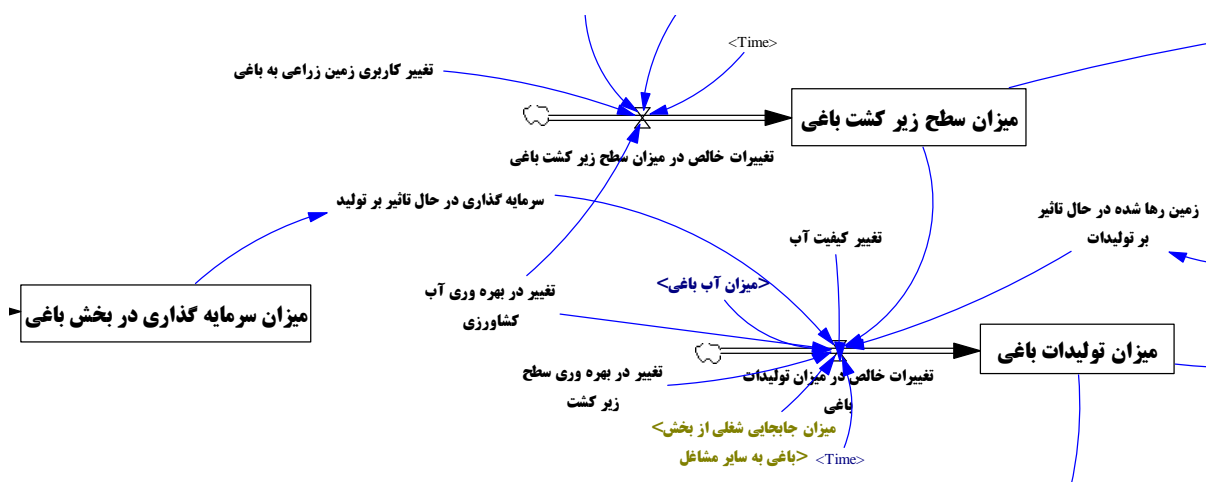 <Time>
تغییر کاربری زمین زراعی به باغی
میزان سطح زیر کشت باغی
تغییرات خالص در میزان سطح زیر کشت باغی
سرمایه گذاری در حال تاثیر بر تولید
زمین رها شده در حال تاثیر
بر تولیدات
تغییر کیفیت آب
<میزان آب باغی>
تغییر در بهره وری آب
کشاورزی
میزان سرمایه گذاری در بخش باغی
میزان تولیدات باغی
تغییرات خالص در میزان تولیدات
باغی
تغییر در بهره وری سطح
زیر کشت
<میزان جابجایی شغلی از بخش
باغی به سایر مشاغل>
<Time>